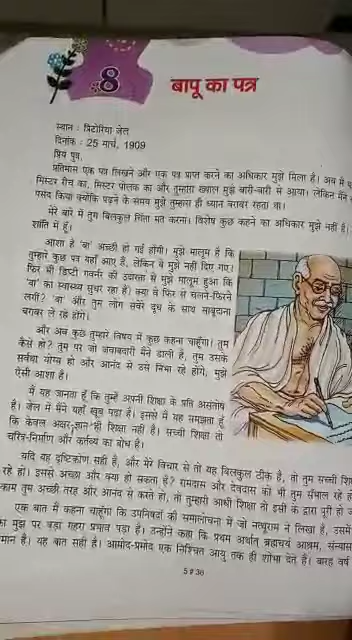 8
बापू का पत्र
स्थान : प्रिटोरिया जेल
दिनांक : 25 मार्च, 1909
प्रिय पुत्र,
प्रतिमास एक पत्र लिखने और एक पत्र प्राप्त करने का अधिकार मुझे मिला है। अब मैं
मिस्टर रीच का, मिस्टर पोलक का और तुम्हारा ख्याल मुझे बारी-बारी से आया। लेकिन मैंने
पसंद किया क्योंकि पढ़ने के समय मुझे तुम्हारा ही ध्यान बराबर रहता था।
मेरे बारे में तुम बिलकुल चिंता मत करना। विशेष कुछ कहने का अधिकार मुझे नहीं है।
शांति में हूँ।
आशा है 'बा' अच्छी हो गई होंगी। मुझे मालूम है कि
तुम्हारे कुछ पत्र यहाँ आए हैं, लेकिन वे मुझे नहीं दिए गए।
फिर भी डिप्टी गवर्नर की उदारता से मुझे मालूम हुआ कि
'बा' का स्वास्थ्य सुधर रहा है। क्या वे फिर से चलने-फिरने
लगीं? 'बा' और तुम लोग सवेरे दूध के साथ साबूदाना
बराबर ले रहे होंगे।
और अब कुछ तुम्हारे विषय में कुछ कहना चाहूँगा। तुम
कैसे हो? तुम पर जो जवाबदारी मैंने डाली है, तुम उसके
सर्वथा योग्य हो और आनंद से उसे निभा रहे होगे, मुझे
ऐसी आशा है।
मैं यह जानता हूँ कि तुम्हें अपनी शिक्षा के प्रति असंतोष
है। जेल में मैंने यहाँ खूब पढ़ा है। इससे मैं यह समझता हूँ
कि केवल अक्षर-ज्ञान ही शिक्षा नहीं है। सच्ची शिक्षा तो
चरित्र-निर्माण और कर्तव्य का बोध है।
यदि यह दृष्टिकोण सही है, और मेरे विचार से तो यह बिलकुल ठीक है, तो तुम सच्ची
रहे हो। इससे अच्छा और क्या हो सकता है? रामदास और देवदास को भी तुम सँभाल रहे
काम तुम अच्छी तरह और आनंद से करते हो, तो तुम्हारी आधी शिक्षा तो इसी के द्वारा पूरी हो
एक बात मैं कहना चाहूँगा कि उपनिषदों की समालोचना में जो नत्थूराम ने लिखा है, उसमें
मुझ पर बड़ा गहरा प्रभाव पड़ा है। उन्होंने कहा कि प्रथम अर्थात् ब्रह्मचर्य आश्रम,
है। यह बात सही है। आमोद-प्रमोद एक निश्चित आयु तक ही शोभा देते हैं। बारह वर्ष